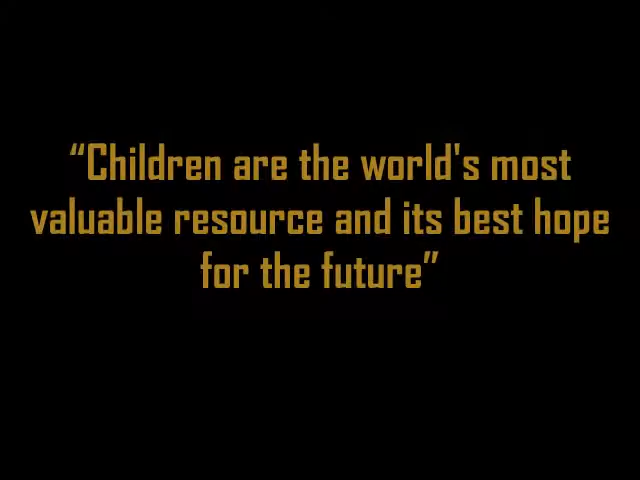 “Children are the world's most
valuable resource and its best hope
for the future”